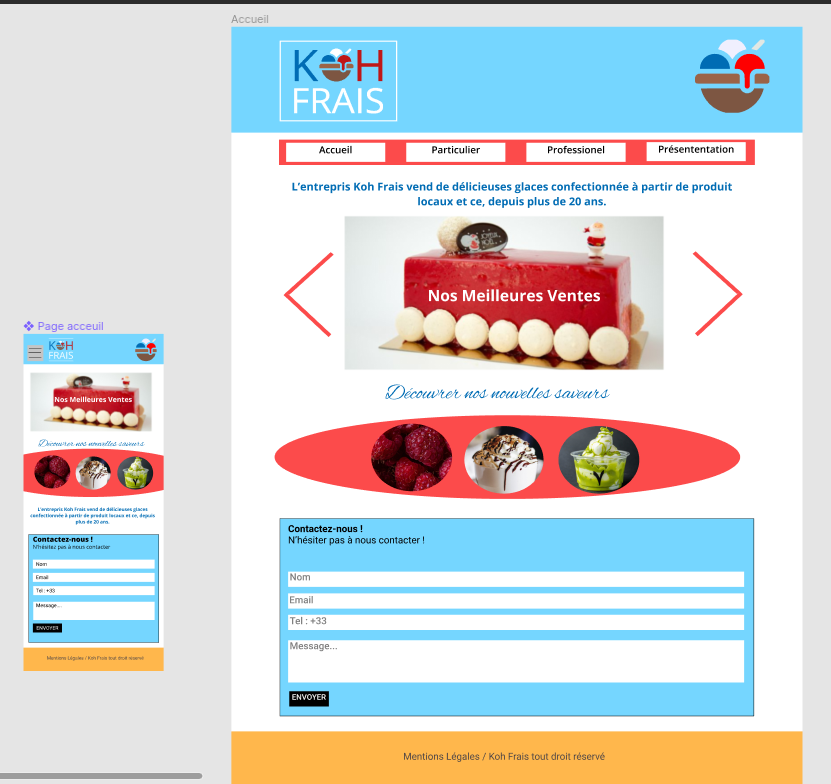 Accueil
KOH
FRAIS
Accueil
Particulier
Professionel
Présententation
L'entrepris Koh Frais vend de délicieuses glaces confectionnée à partir de produit
locaux et ce, depuis plus de 20 ans.
JOYEUX
NOËL
Nos Meilleures Ventes
Découvrer nos nouvelles saveurs
Contactez-nous !
N'hésiter pas à nous contacter !
Nom
Email
Tel : +33
Message...
ENVOYER
Mentions Légales / Koh Frais tout droit réservé
Page acceuil
KOH
FRAIS
Nos Meilleures Ventes
Découvrer nos nouvelles saveurs
L'entrepris Koh Frais vend de délicieuses glaces
confectionnée à partir de produit locaux et ce, depuis
plus de 20 ans.
Contactez-nous !
N'hésitez pas à nous contacter
Nom
Email
Tel : +33
Message...
ENVOYER
Mentions Légales / Koh Frais tout droit réservé